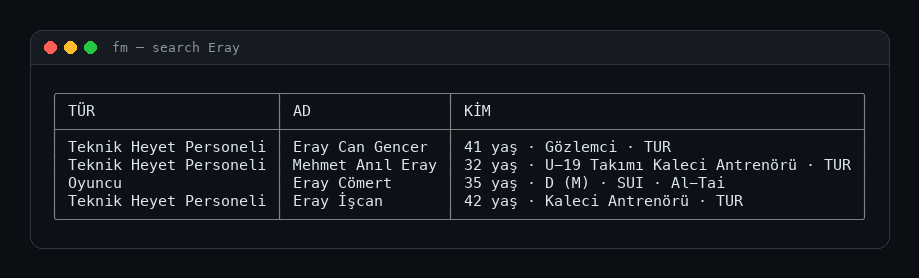 fm — search Eray
TÜR AD KİM
Teknik Heyet Personeli Eray Can Gencer 41 yaş · Gözlemci · TUR
Teknik Heyet Personeli Mehmet Anıl Eray 32 yaş · U–19 Takımı Kaleci Antrenörü · TUR
Oyuncu Eray Cömert 35 yaş · D (M) · SUI · Al–Tai
Teknik Heyet Personeli Eray İşcan 42 yaş · Kaleci Antrenörü · TUR